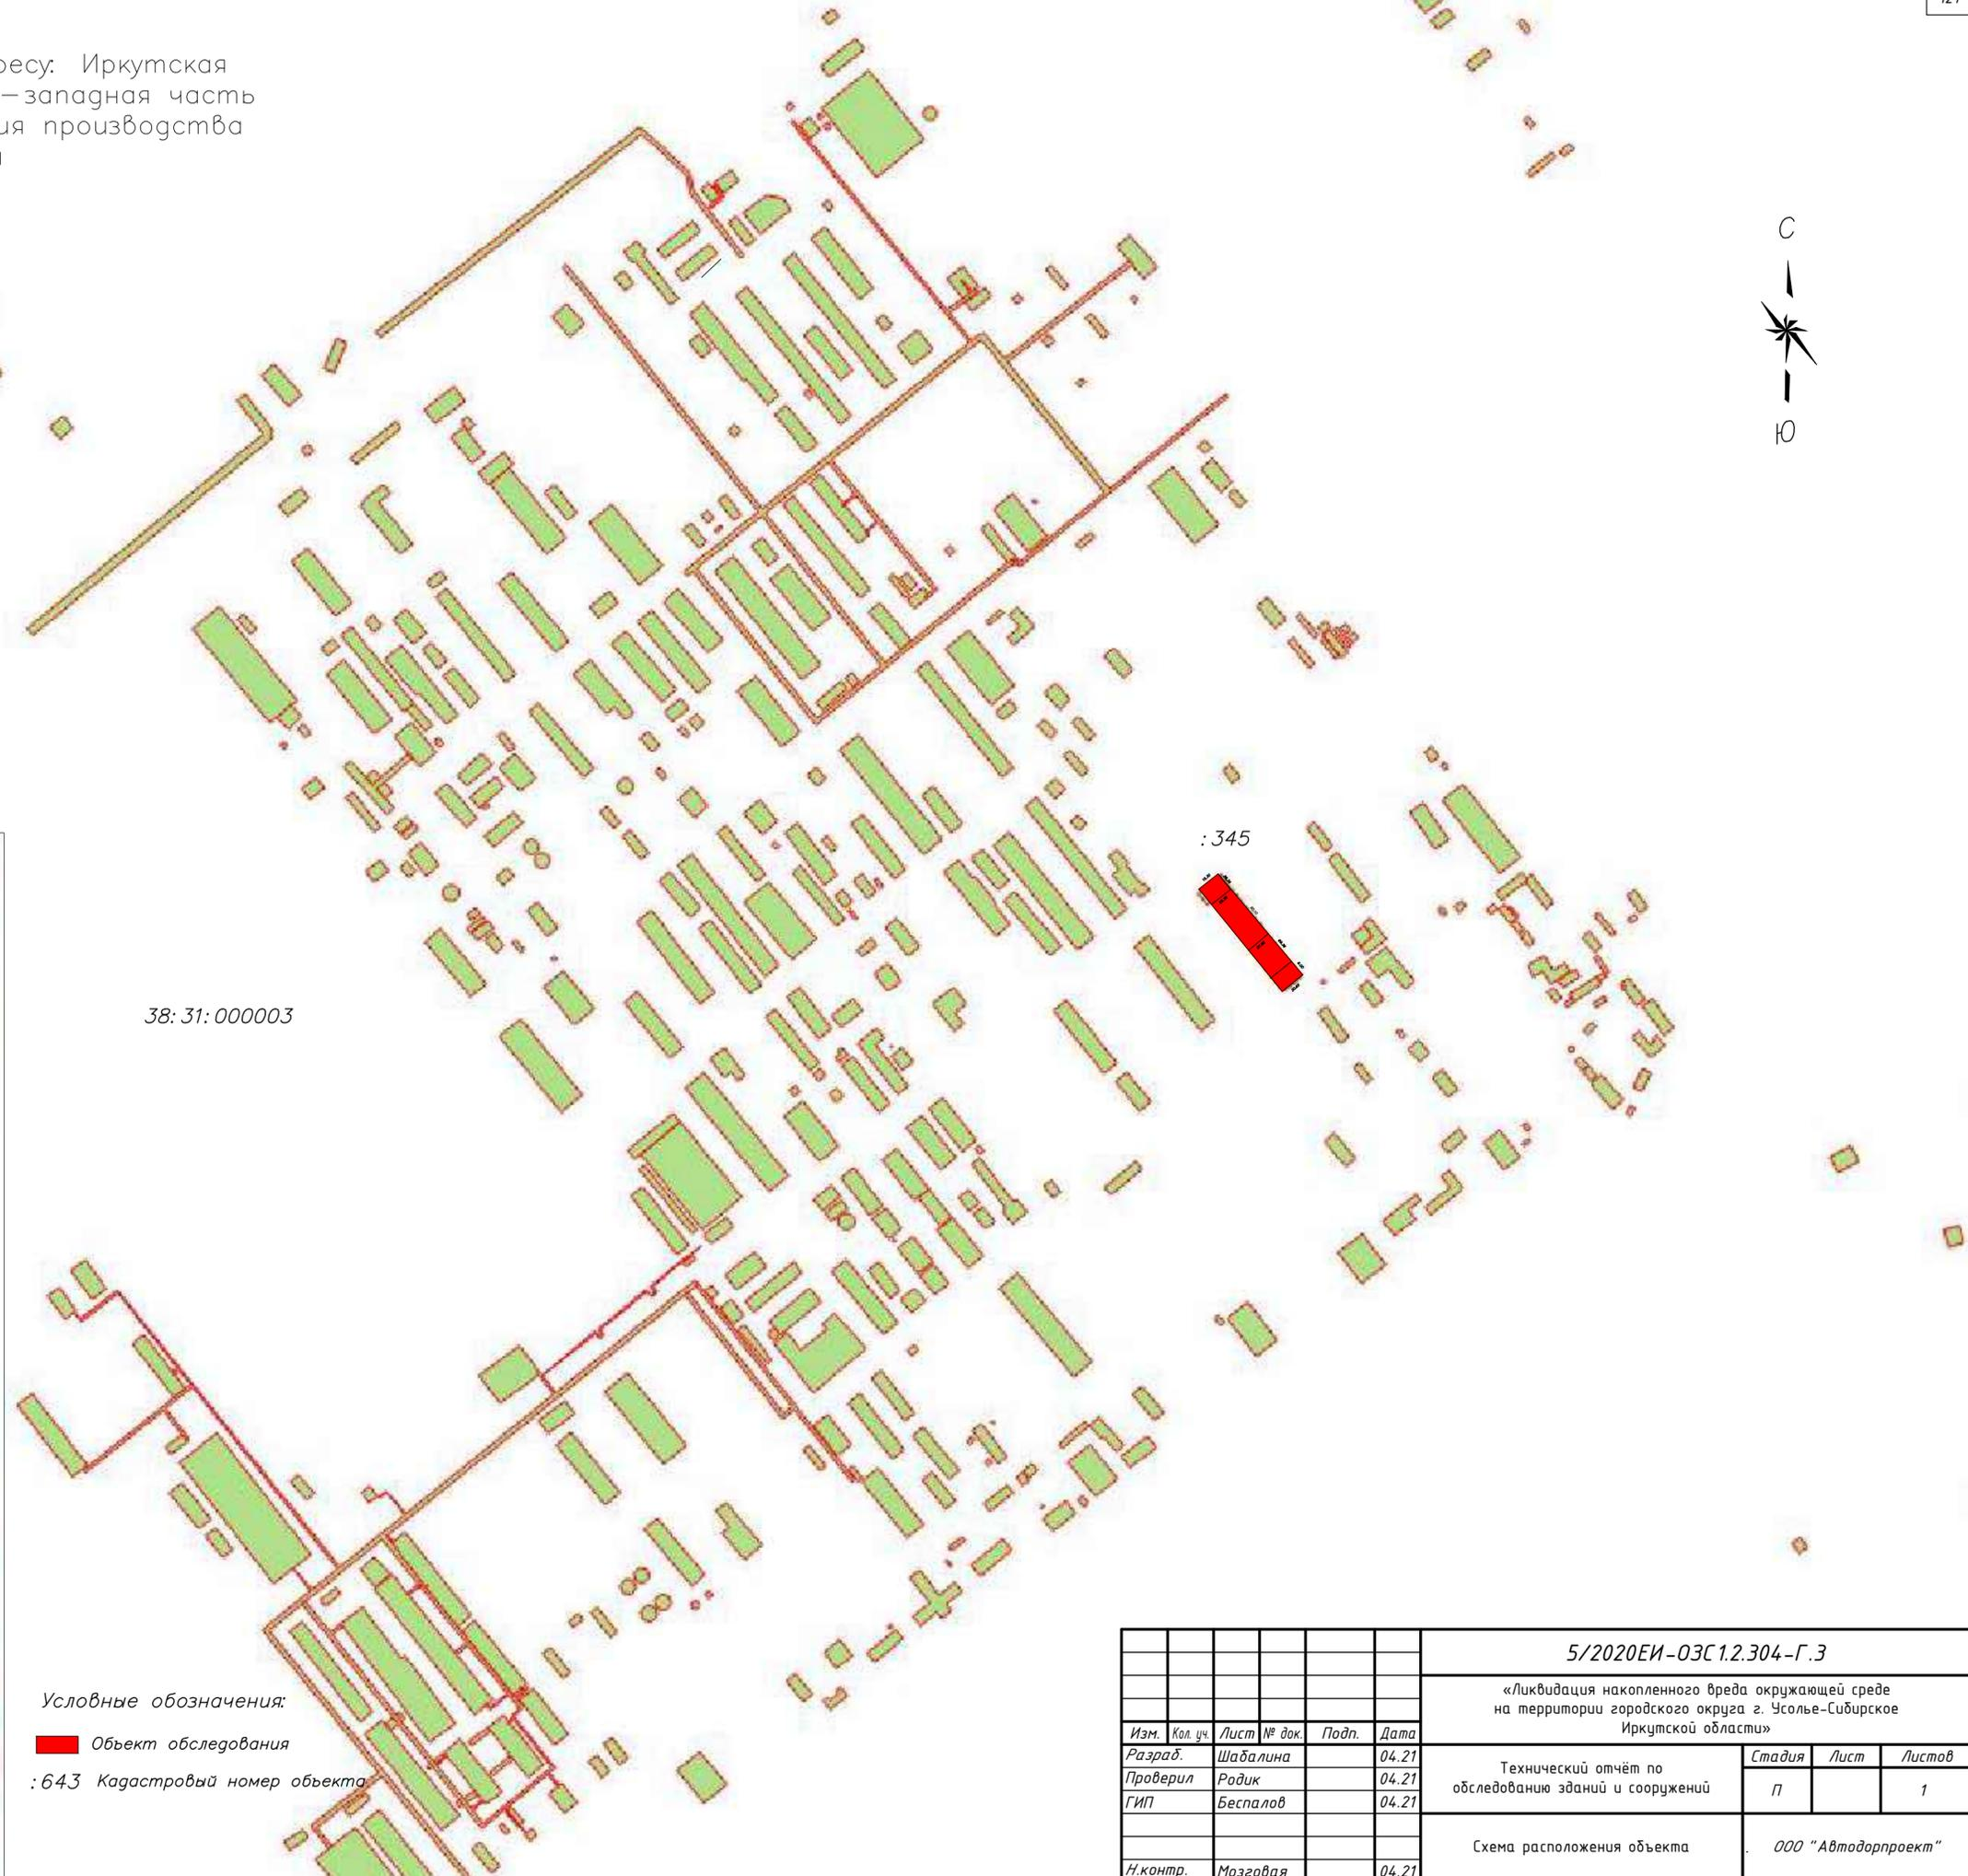 ресу: Иркутская
—западная часть
ия производства
С
Ю
:345
38:31:000003
Условные обозначения:
Объект обследования
:643 Кадастровый номер объекта
5/2020ЕИ-ОЗС1.2.304-Г.3
«Ликвидация накопленного вреда окружающей среде
на территории городского округа г. Усолье-Сибирское
Иркутской области»
Изм. Кол. уч. Лист № док. Подп. Дата
Разраб. Шабалина 04.21
Проверил Родик 04.21
ГИП Беспалов 04.21
Н.контр. Мозговая 04.21
Технический отчёт по
обследованию зданий и сооружений
Стадия Лист Листов
П 1
Схема расположения объекта
ООО "Автодорпроект"